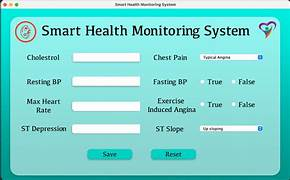 Smart Health Monitoring System
Smart Health Monitoring System
Cholestrol
Chest Pain
Typical Angina
Resting BP
Fasting BP
True
False
Max Heart
Rate
Exercise
Induced Angina
True
False
ST Depression
ST Slope
Up sloping
Save
Reset